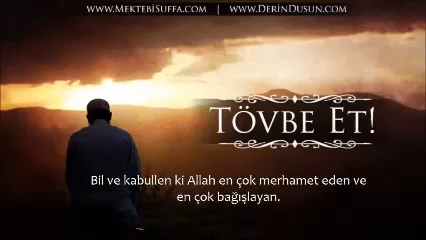 www.MektebiSuffa.com | www.DerinDusun.com
Tövbe Et!
Bil ve kabullen ki Allah en çok merhamet eden ve
en çok bağışlayan.